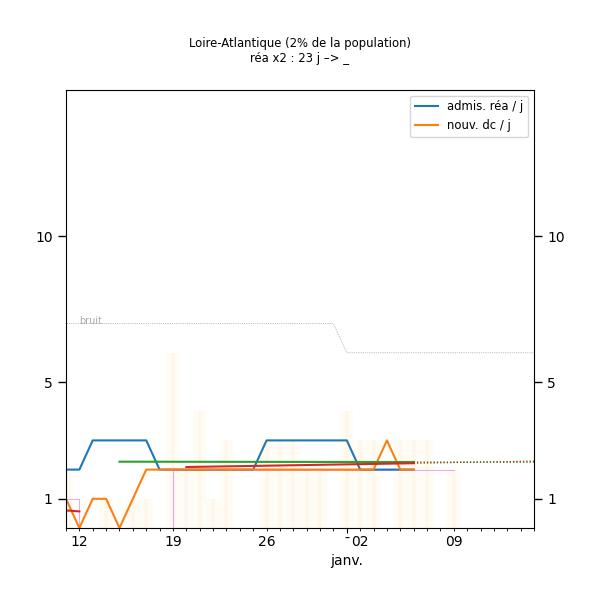 Loire-Atlantique (2% de la population)
réa x2 : 23 j –> _
admis. réa / j
nouv. dc / j
10 10
bruit
5 5
1 1
12 19 26 02 09
janv.